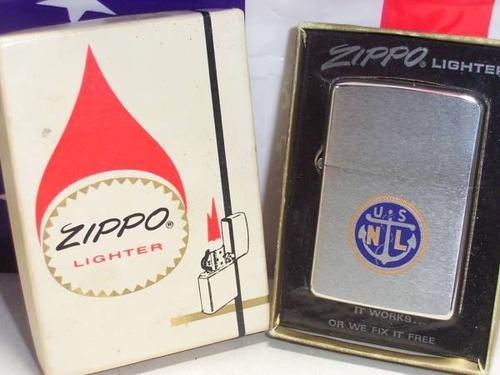 ZIPPO®
LIGHTER
ZIPPO® LIGHTER
U S
N L
IT WORKS...
OR WE FIX IT FREE